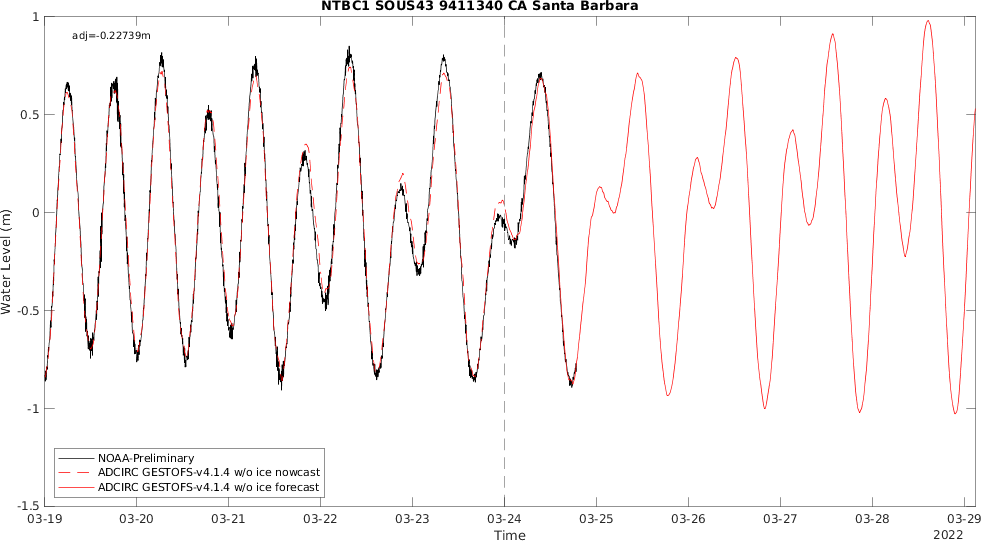 NTBC1 SOUS43 9411340 CA Santa Barbara
adj=-0.22739m
1
0.5
0
-0.5
-1
-1.5
Water Level (m)
NOAA-Preliminary
ADCIRC GESTOFS-v4.1.4 w/o ice nowcast
ADCIRC GESTOFS-v4.1.4 w/o ice forecast
03-19 03-20 03-21 03-22 03-23 03-24 03-25 03-26 03-27 03-28 03-29
Time
2022